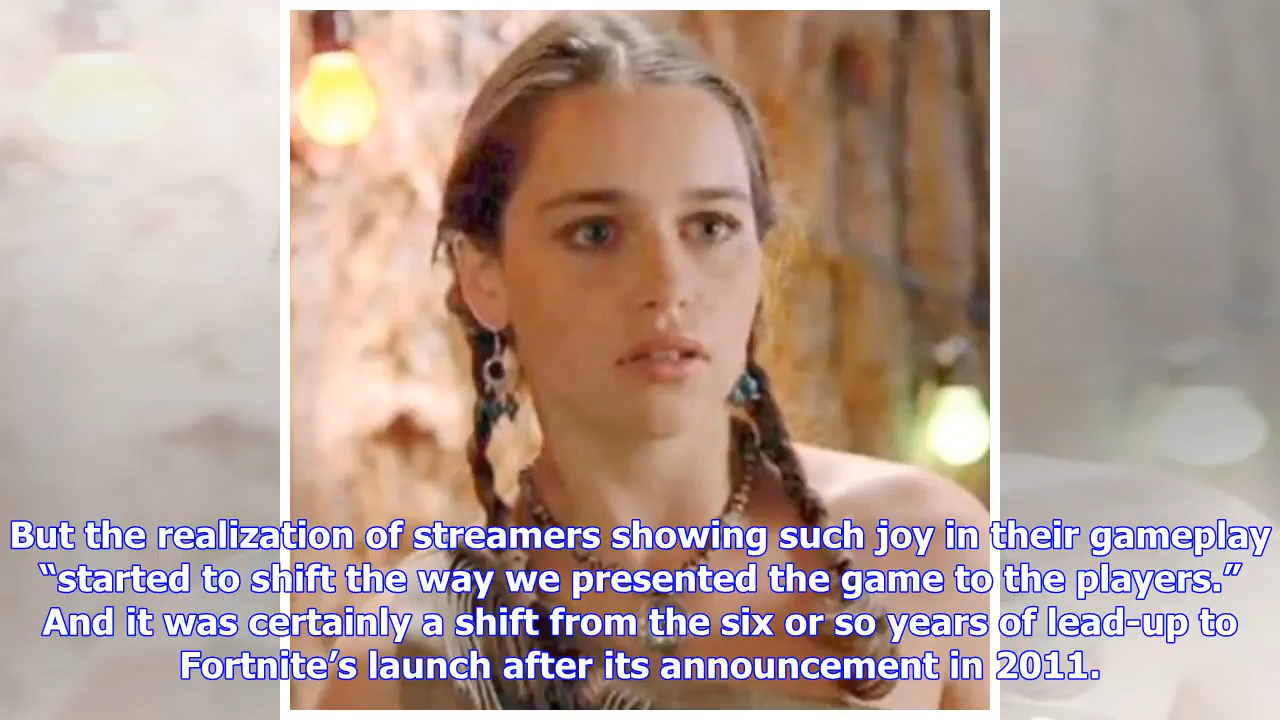 But the realization of streamers showing such joy in their gameplay
“started to shift the way we presented the game to the players.”
And it was certainly a shift from the six or so years of lead-up to
Fortnite’s launch after its announcement in 2011.